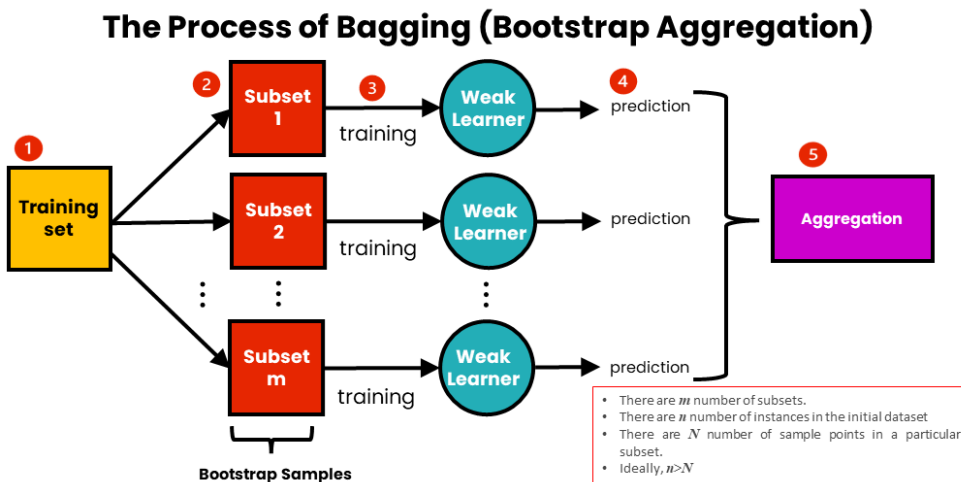 The Process of Bagging (Bootstrap Aggregation)
1
Training
set
2
Subset
1
3
training
Weak
Learner
4
prediction
Subset
2
training
Weak
Learner
prediction
Subset
m
training
Weak
Learner
prediction
5
Aggregation
Bootstrap Samples
• There are m number of subsets.
• There are n number of instances in the initial dataset
• There are N number of sample points in a particular
subset.
• Ideally, n>N